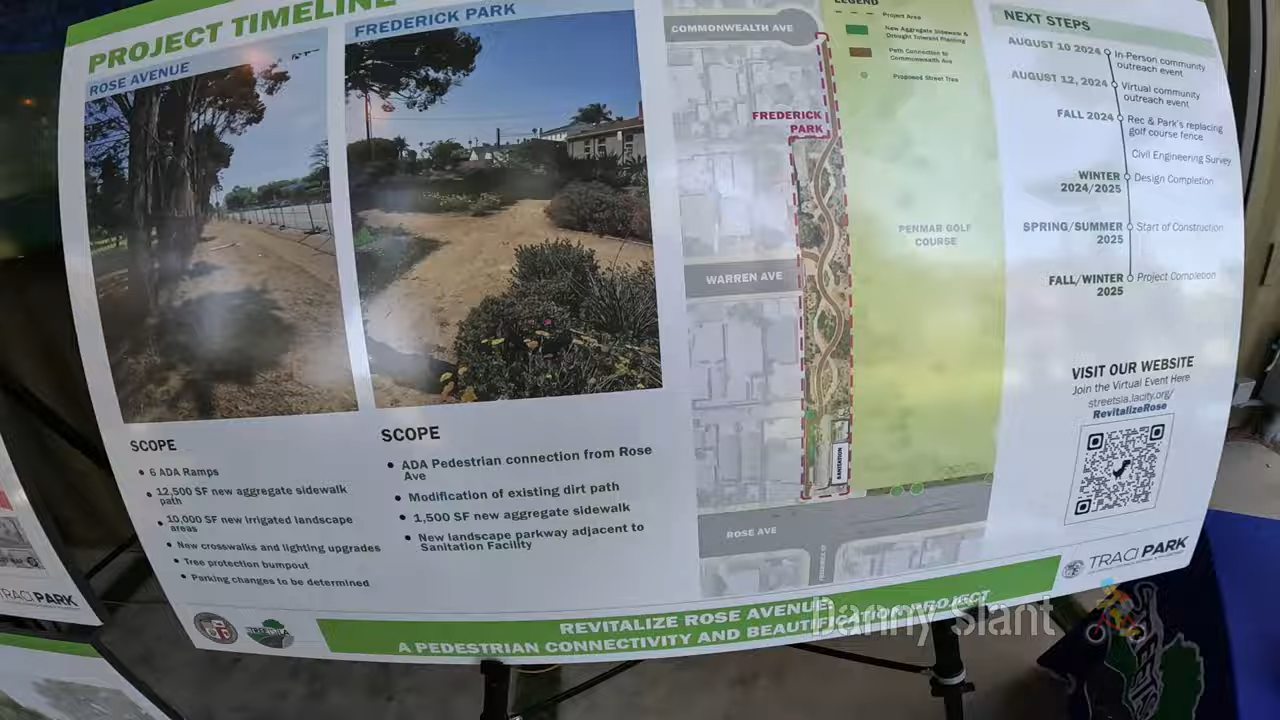 PROJECT TIMELINE
ROSE AVENUE
FREDERICK PARK
SCOPE
6 ADA Ramps
12,500 SF new aggregate sidewalk
path
10,000 SF new irrigated landscape
areas
New crosswalks and lighting upgrades
Tree protection bumpout
Parking changes to be determined
SCOPE
ADA Pedestrian connection from Rose
Ave
Modification of existing dirt path
1,500 SF new aggregate sidewalk
New landscape parkway adjacent to
Sanitation Facility
COMMONWEALTH AVE
FREDERICK
PARK
WARREN AVE
SANITATION
ROSE AVE
LEGEND
Project Area
New Aggregate Sidewalk &
Drought Tolerant Planting
Path Connection to
Commonwealth Ave
Proposed Street Tree
PENMAR GOLF
COURSE
NEXT STEPS
AUGUST 10 2024
In-Person community
outreach event
AUGUST 12, 2024
Virtual community
outreach event
FALL 2024
Rec & Park's replacing
golf course fence
Civil Engineering Survey
WINTER
2024/2025
Design Completion
SPRING/SUMMER
2025
Start of Construction
FALL/WINTER
2025
Project Completion
VISIT OUR WEBSITE
Join the Virtual Event Here
streetsla.lacity.org/
RevitalizeRose
TRACI PARK
REVITALIZE ROSE AVENUE:
A PEDESTRIAN CONNECTIVITY AND BEAUTIFICATION PROJECT
TRACI PARK
Danny Slant